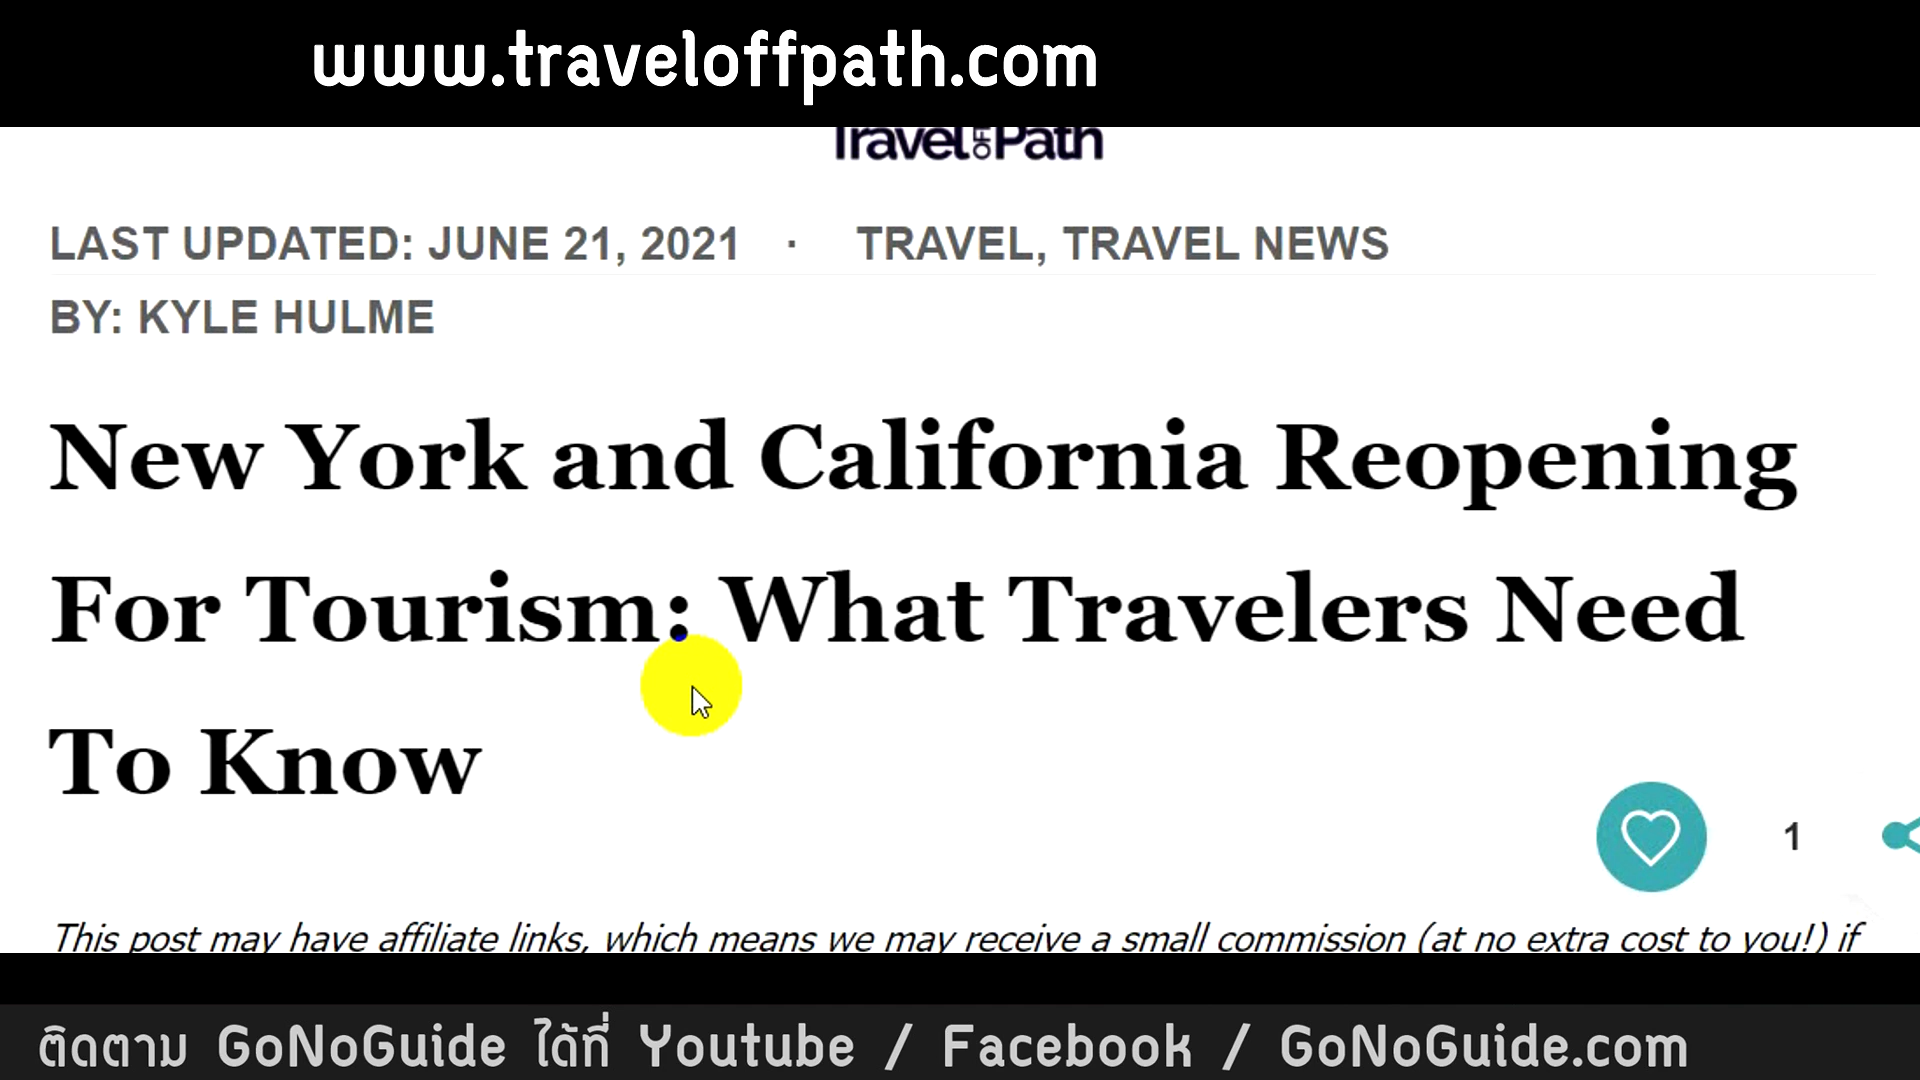 www.traveloffpath.com
Travel OFF Path
LAST UPDATED: JUNE 21, 2021 · TRAVEL, TRAVEL NEWS
BY: KYLE HULME
New York and California Reopening
For Tourism: What Travelers Need
To Know
1
This post may have affiliate links, which means we may receive a small commission (at no extra cost to you!) if
ติดตาม GoNoGuide ได้ที่ Youtube / Facebook / GoNoGuide.com